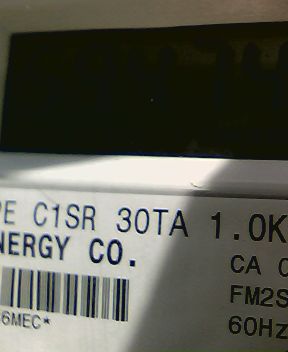 PE C1SR 30TA 1.0K
NERGY CO.
CA
FM2S
6MEC*
60Hz